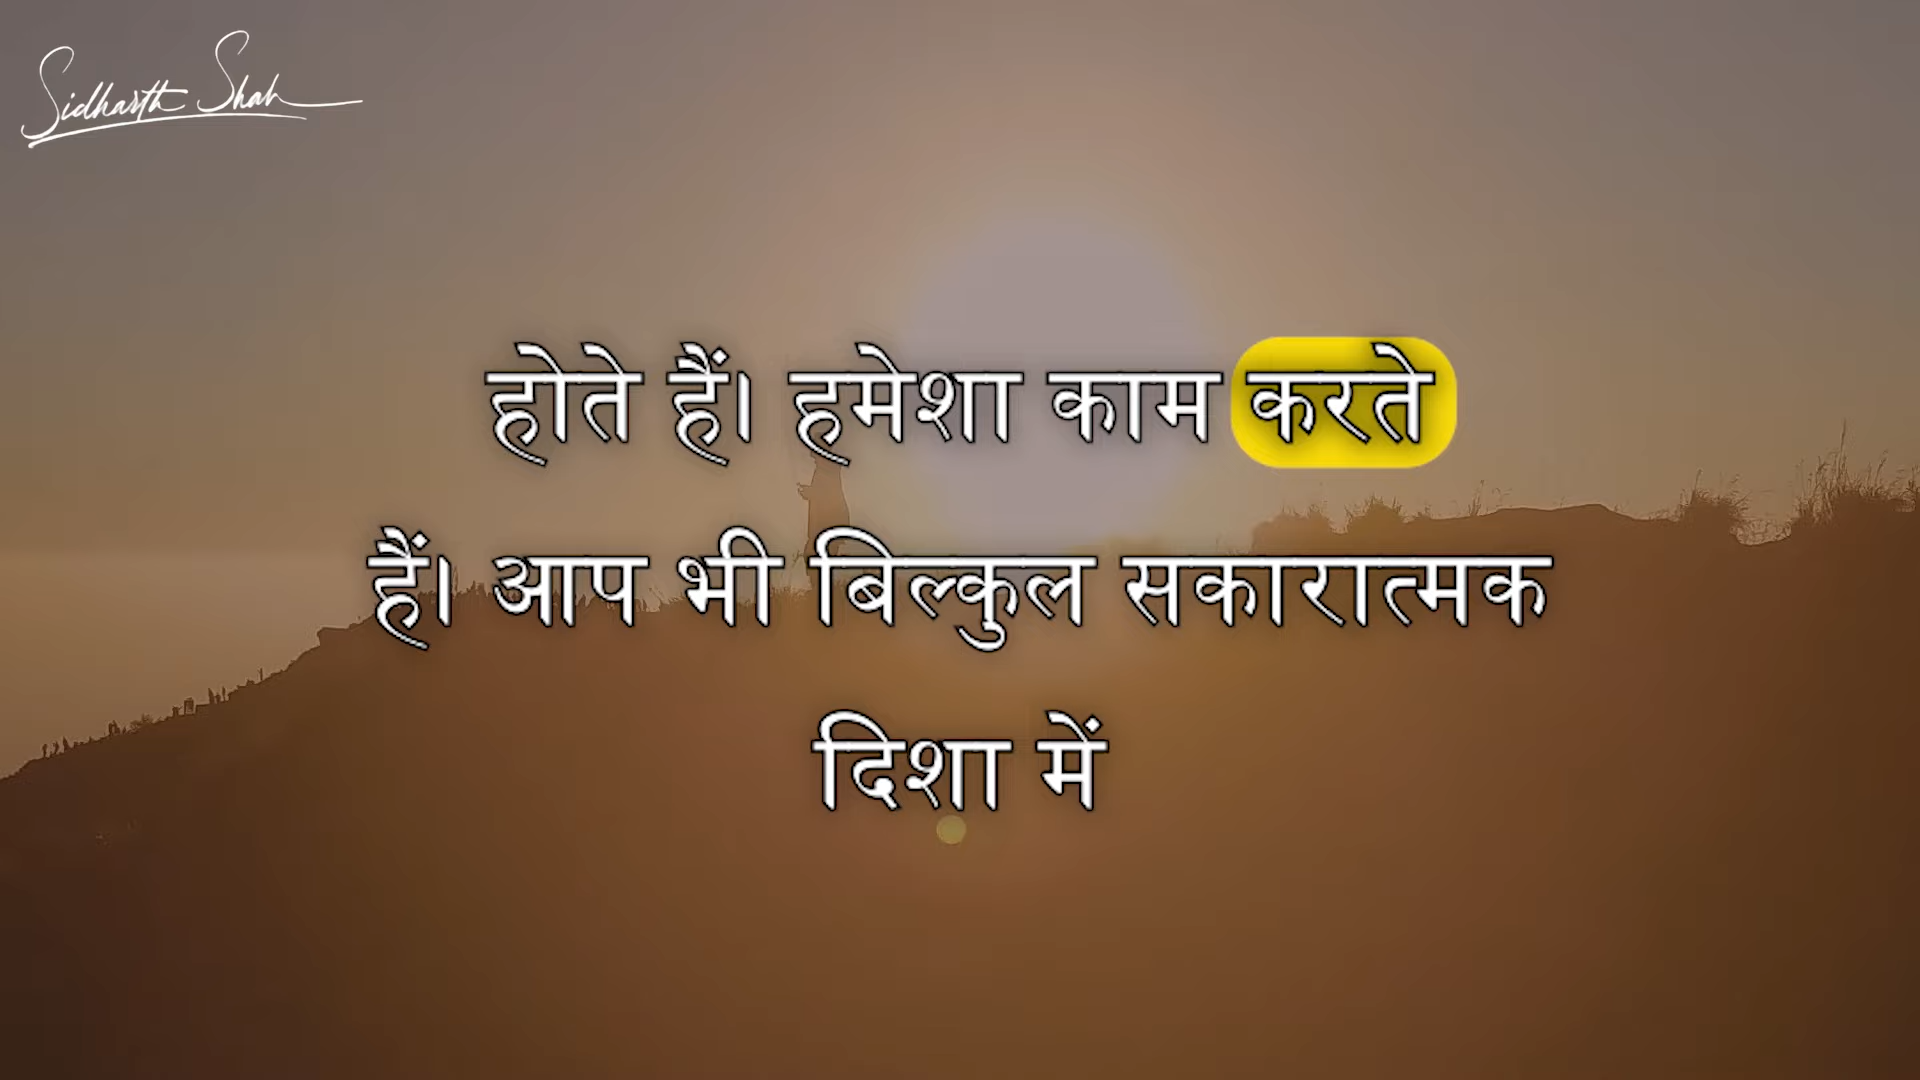 Sidharth Shah
होते हैं। हमेशा काम करते
हैं। आप भी बिल्कुल सकारात्मक
दिशा में